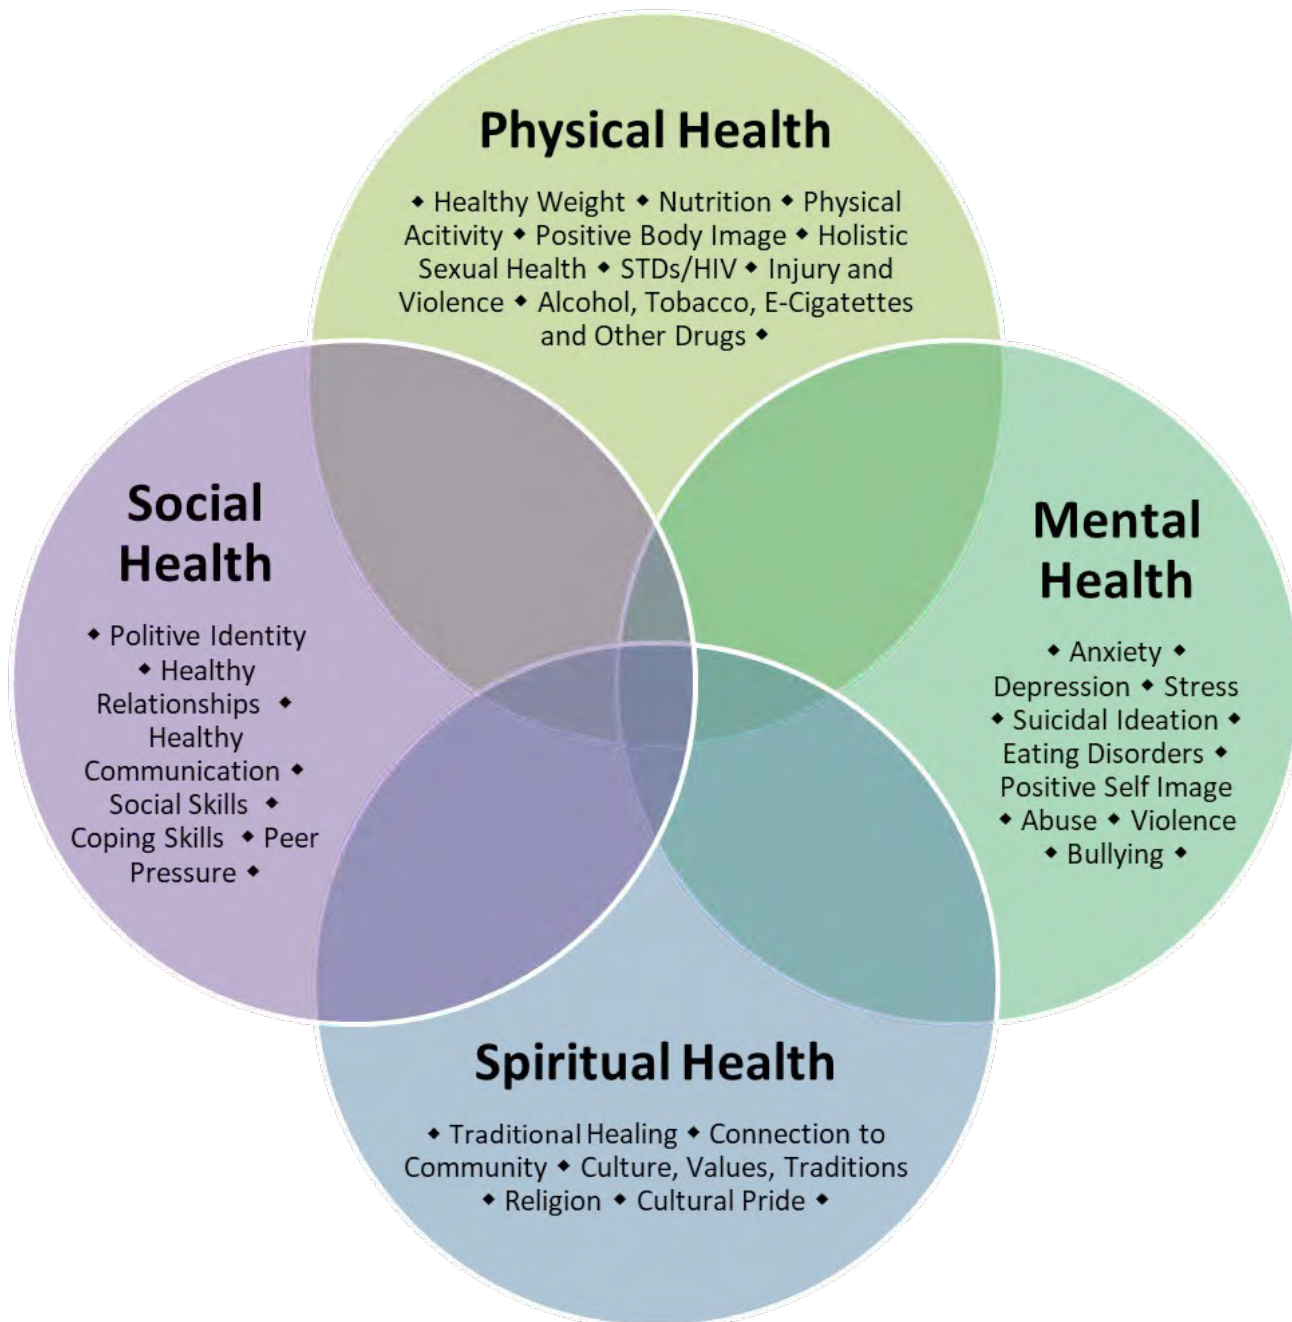 Physical Health
◆ Healthy Weight ◆ Nutrition ◆ Physical
Acitivity ◆ Positive Body Image ◆ Holistic
Sexual Health ◆ STDs/HIV ◆ Injury and
Violence ◆ Alcohol, Tobacco, E-Cigatettes
and Other Drugs ◆
Social
Health
◆ Politive Identity
◆ Healthy
Relationships ◆
Healthy
Communication ◆
Social Skills ◆
Coping Skills ◆ Peer
Pressure ◆
Mental
Health
◆ Anxiety ◆
Depression ◆ Stress
◆ Suicidal Ideation ◆
Eating Disorders ◆
Positive Self Image
◆ Abuse ◆ Violence
◆ Bullying ◆
Spiritual Health
◆ Traditional Healing ◆ Connection to
Community ◆ Culture, Values, Traditions
◆ Religion ◆ Cultural Pride ◆